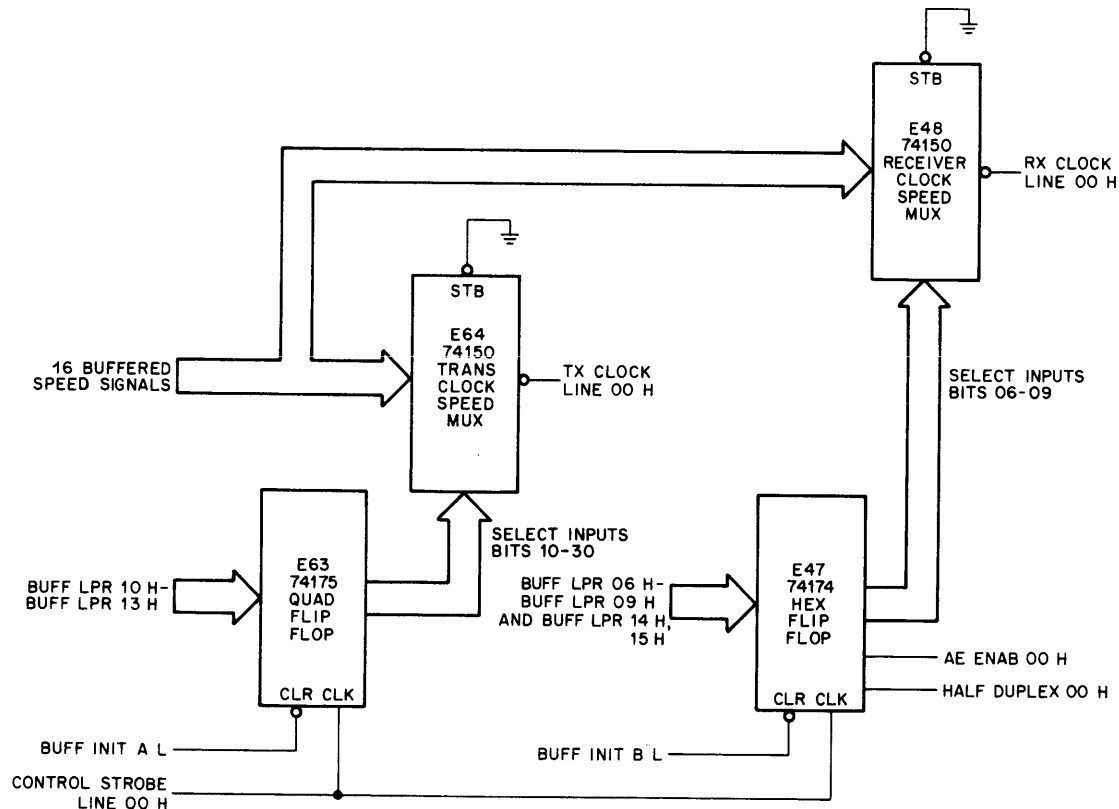 STB
E48
74150
RECEIVER
CLOCK
SPEED
MUX
RX CLOCK
LINE 00 H
STB
E64
74150
TRANS
CLOCK
SPEED
MUX
16 BUFFERED
SPEED SIGNALS
TX CLOCK
LINE 00 H
SELECT INPUTS
BITS 06-09
SELECT INPUTS
BITS 10-30
E63
74175
QUAD
FLIP
FLOP
CLR CLK
BUFF LPR 10 H-
BUFF LPR 13 H
BUFF LPR 06 H-
BUFF LPR 09 H
AND BUFF LPR 14 H,
15 H
E47
74174
HEX
FLIP
FLOP
CLR CLK
AE ENAB 00 H
HALF DUPLEX 00 H
BUFF INIT A L
BUFF INIT B L
CONTROL STROBE
LINE 00 H